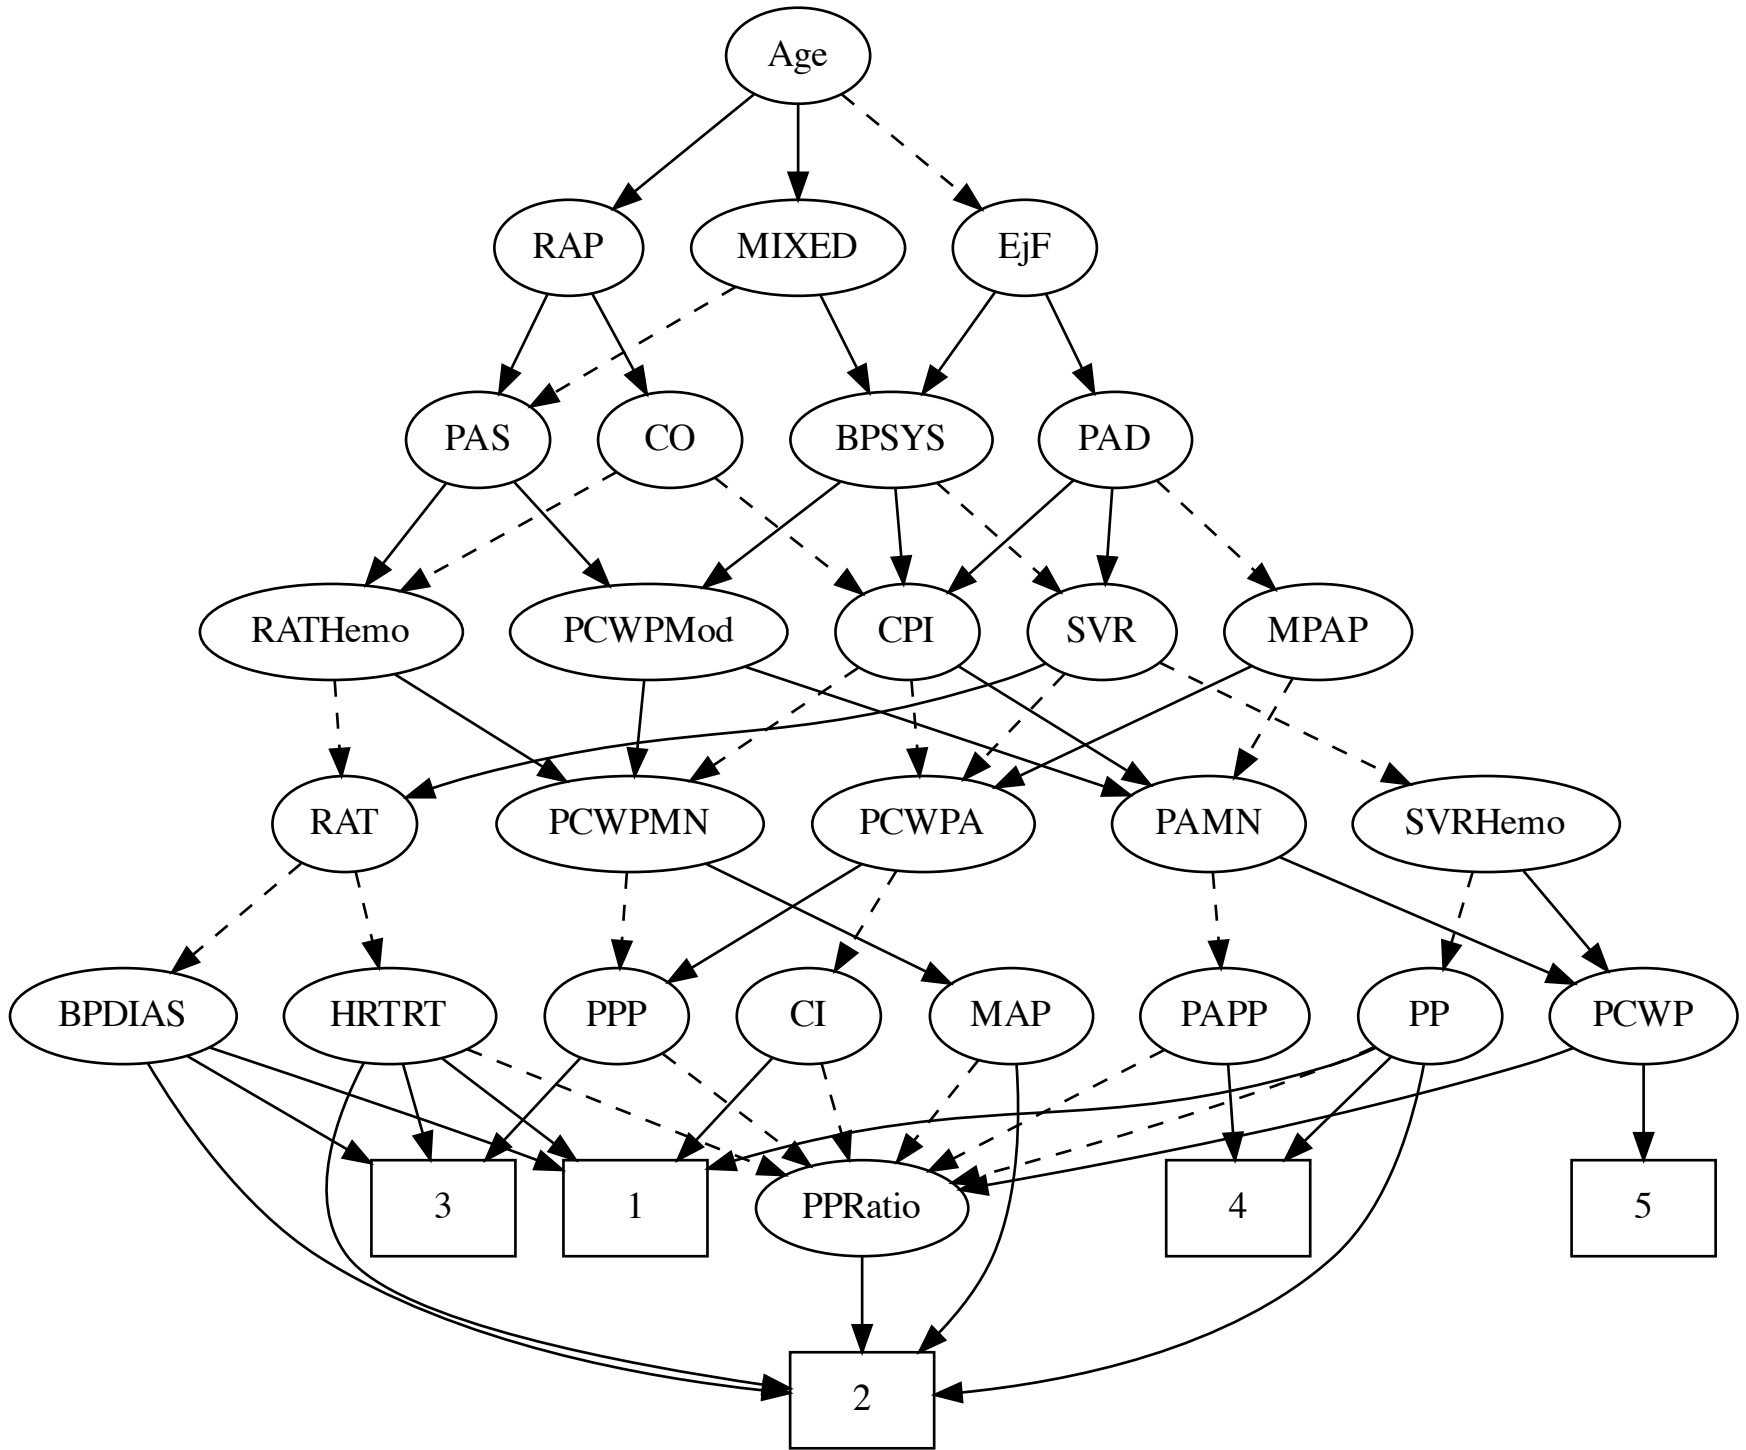 Age
RAP MIXED EjF
PAS CO BPSYS PAD
RATHemo PCWPMod CPI SVR MPAP
RAT PCWPMN PCWPA PAMN SVRHemo
BPDIAS HRTRT PPP CI MAP PAPP PP PCWP
3 1 PPRatio 4 5
2